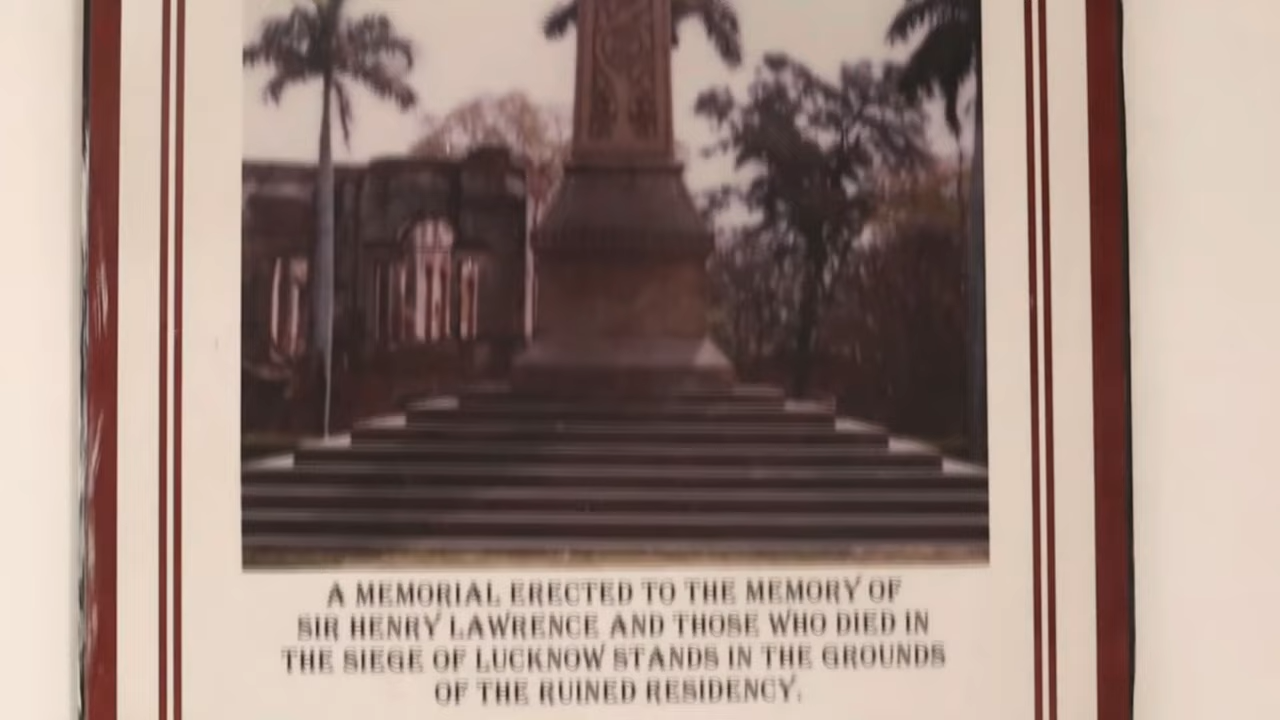 A MEMORIAL ERECTED TO THE MEMORY OF
SIR HENRY LAWRENCE AND THOSE WHO DIED IN
THE SIEGE OF LUCKNOW STANDS IN THE GROUNDS
OF THE RUINED RESIDENCY.